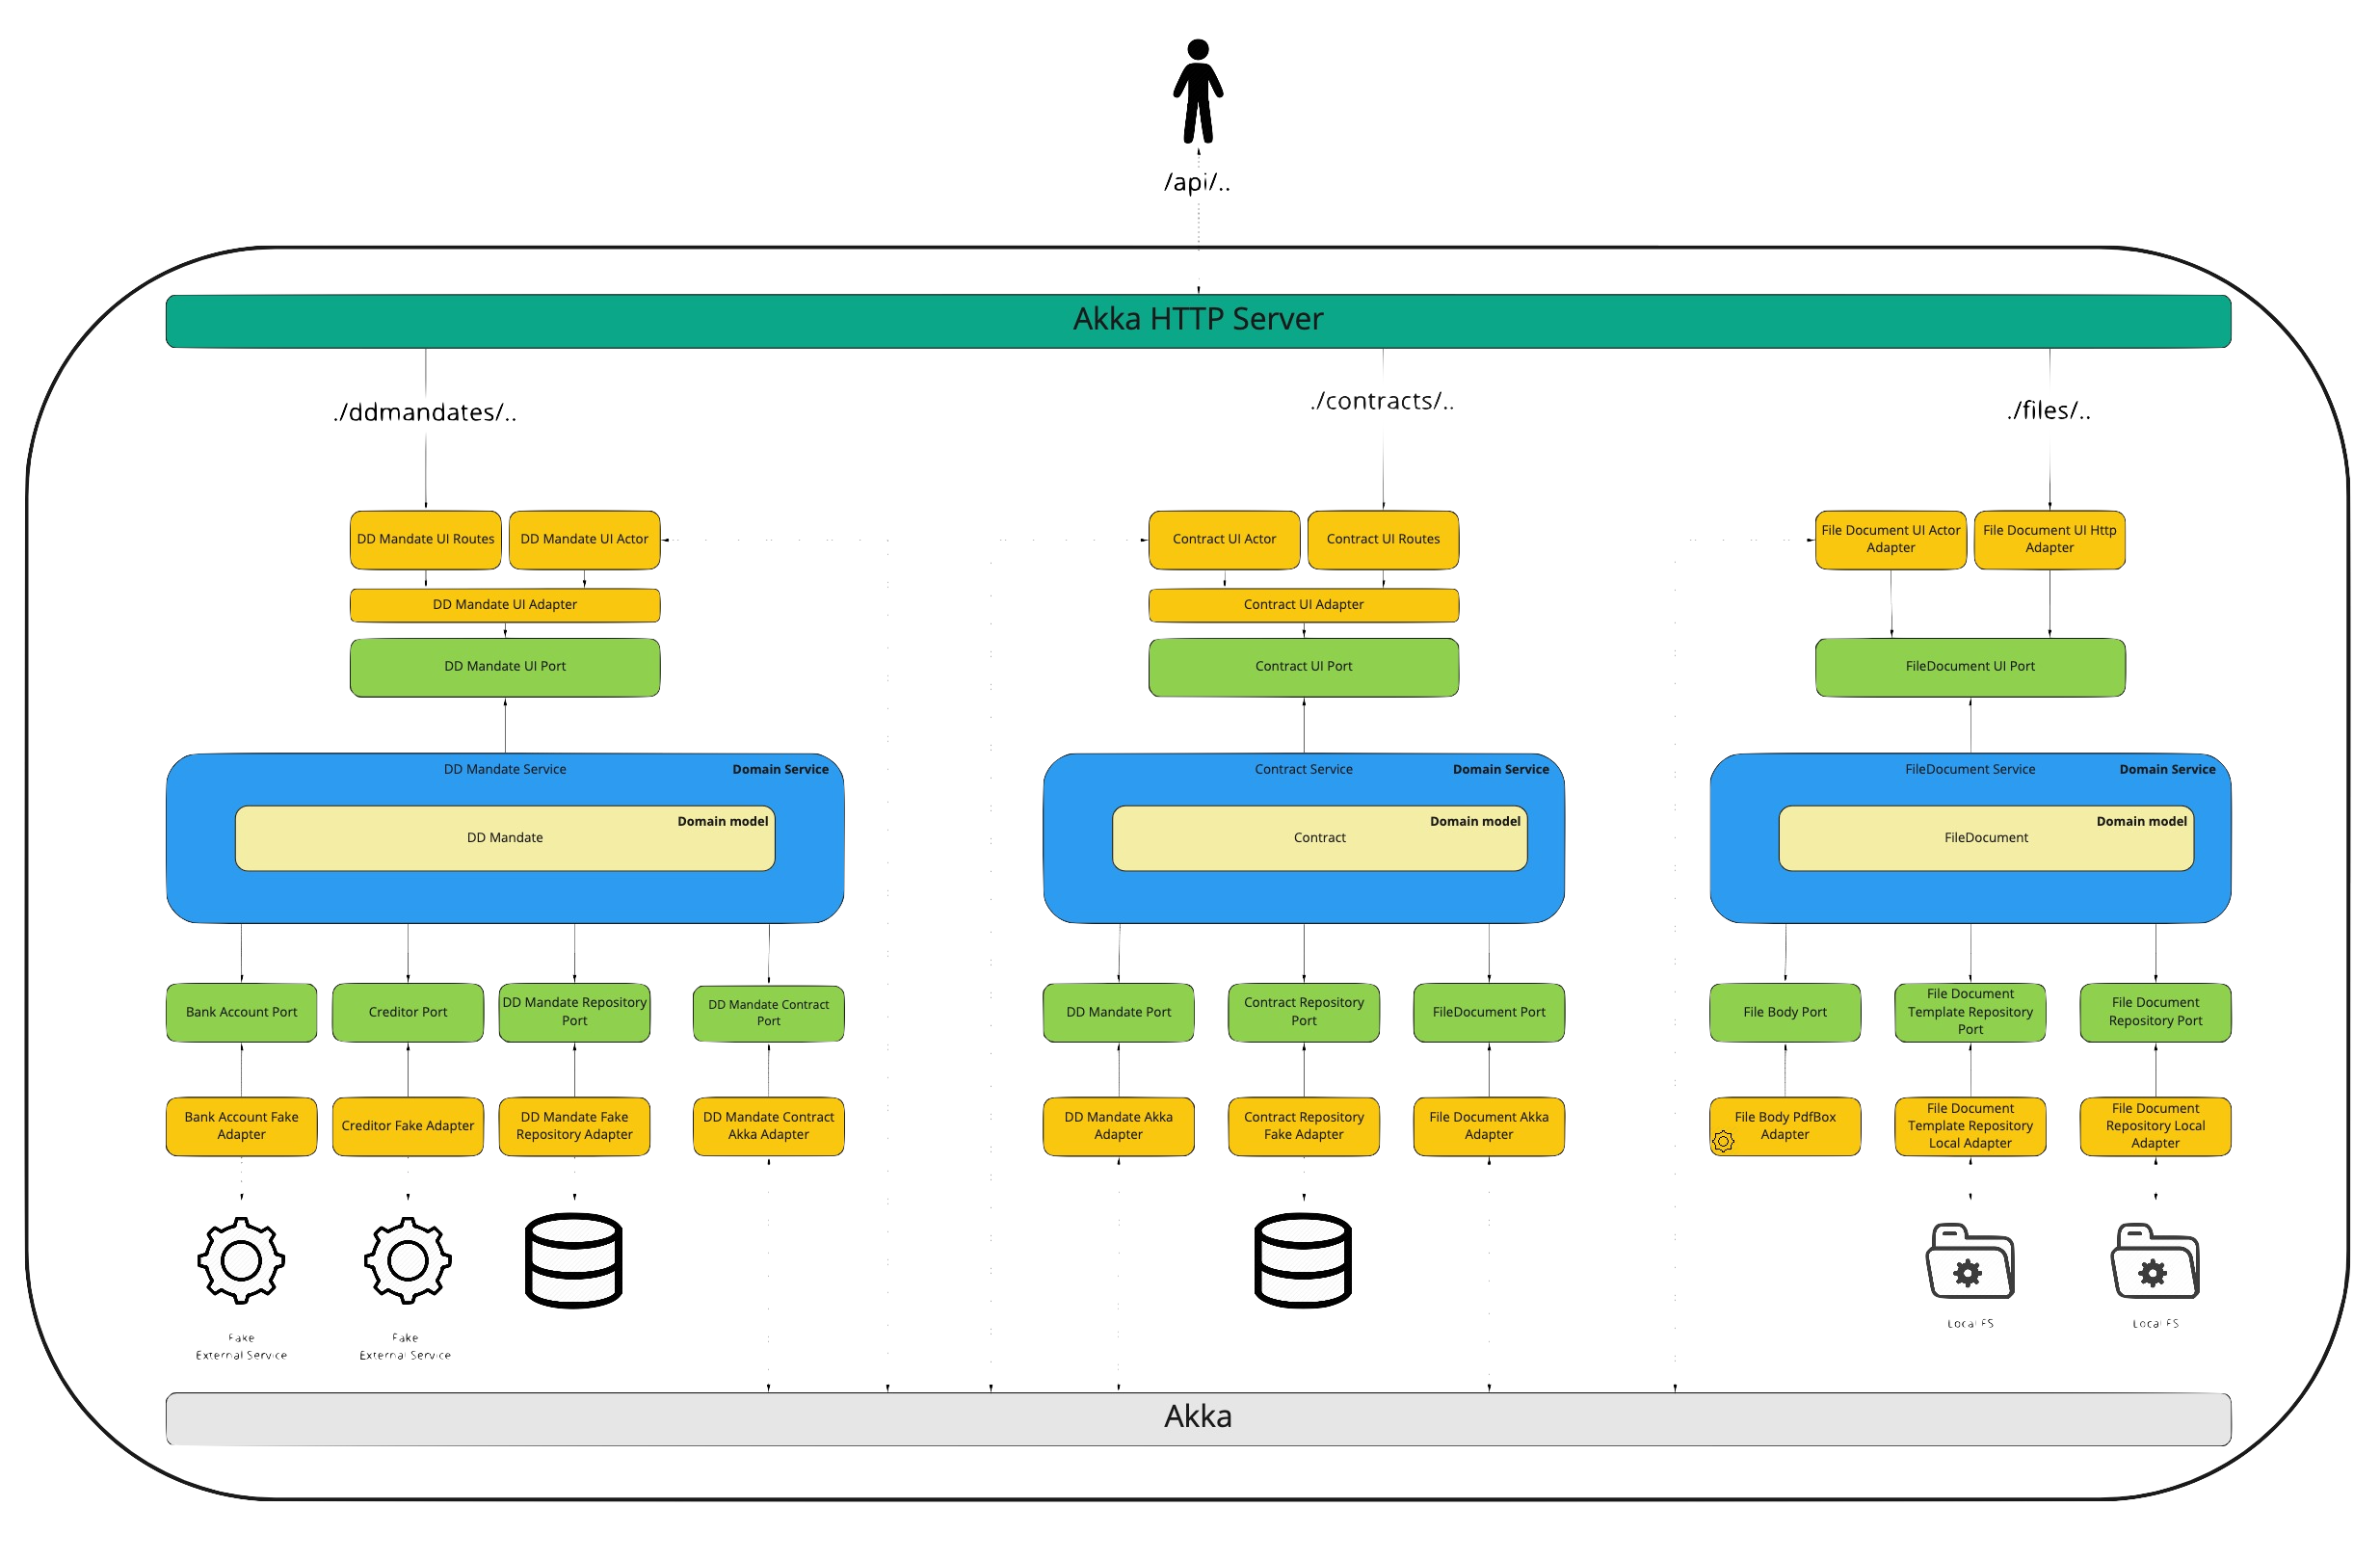 /api/..
Akka HTTP Server
./ddmandates/..
./contracts/..
./files/..
DD Mandate UI Routes
DD Mandate UI Actor
Contract UI Actor
Contract UI Routes
File Document UI Actor
Adapter
File Document UI Http
Adapter
DD Mandate UI Adapter
Contract UI Adapter
DD Mandate UI Port
Contract UI Port
FileDocument UI Port
DD Mandate Service
Domain Service
Domain model
DD Mandate
Contract Service
Domain Service
Domain model
Contract
FileDocument Service
Domain Service
Domain model
FileDocument
Bank Account Port
Creditor Port
DD Mandate Repository
Port
DD Mandate Contract
Port
DD Mandate Port
Contract Repository
Port
FileDocument Port
File Body Port
File Document
Template Repository
Port
File Document
Repository Port
Bank Account Fake
Adapter
Creditor Fake Adapter
DD Mandate Fake
Repository Adapter
DD Mandate Contract
Akka Adapter
DD Mandate Akka
Adapter
Contract Repository
Fake Adapter
File Document Akka
Adapter
File Body PdfBox
Adapter
File Document
Template Repository
Local Adapter
File Document
Repository Local
Adapter
Fake
External Service
Fake
External Service
Local FS
Local FS
Akka